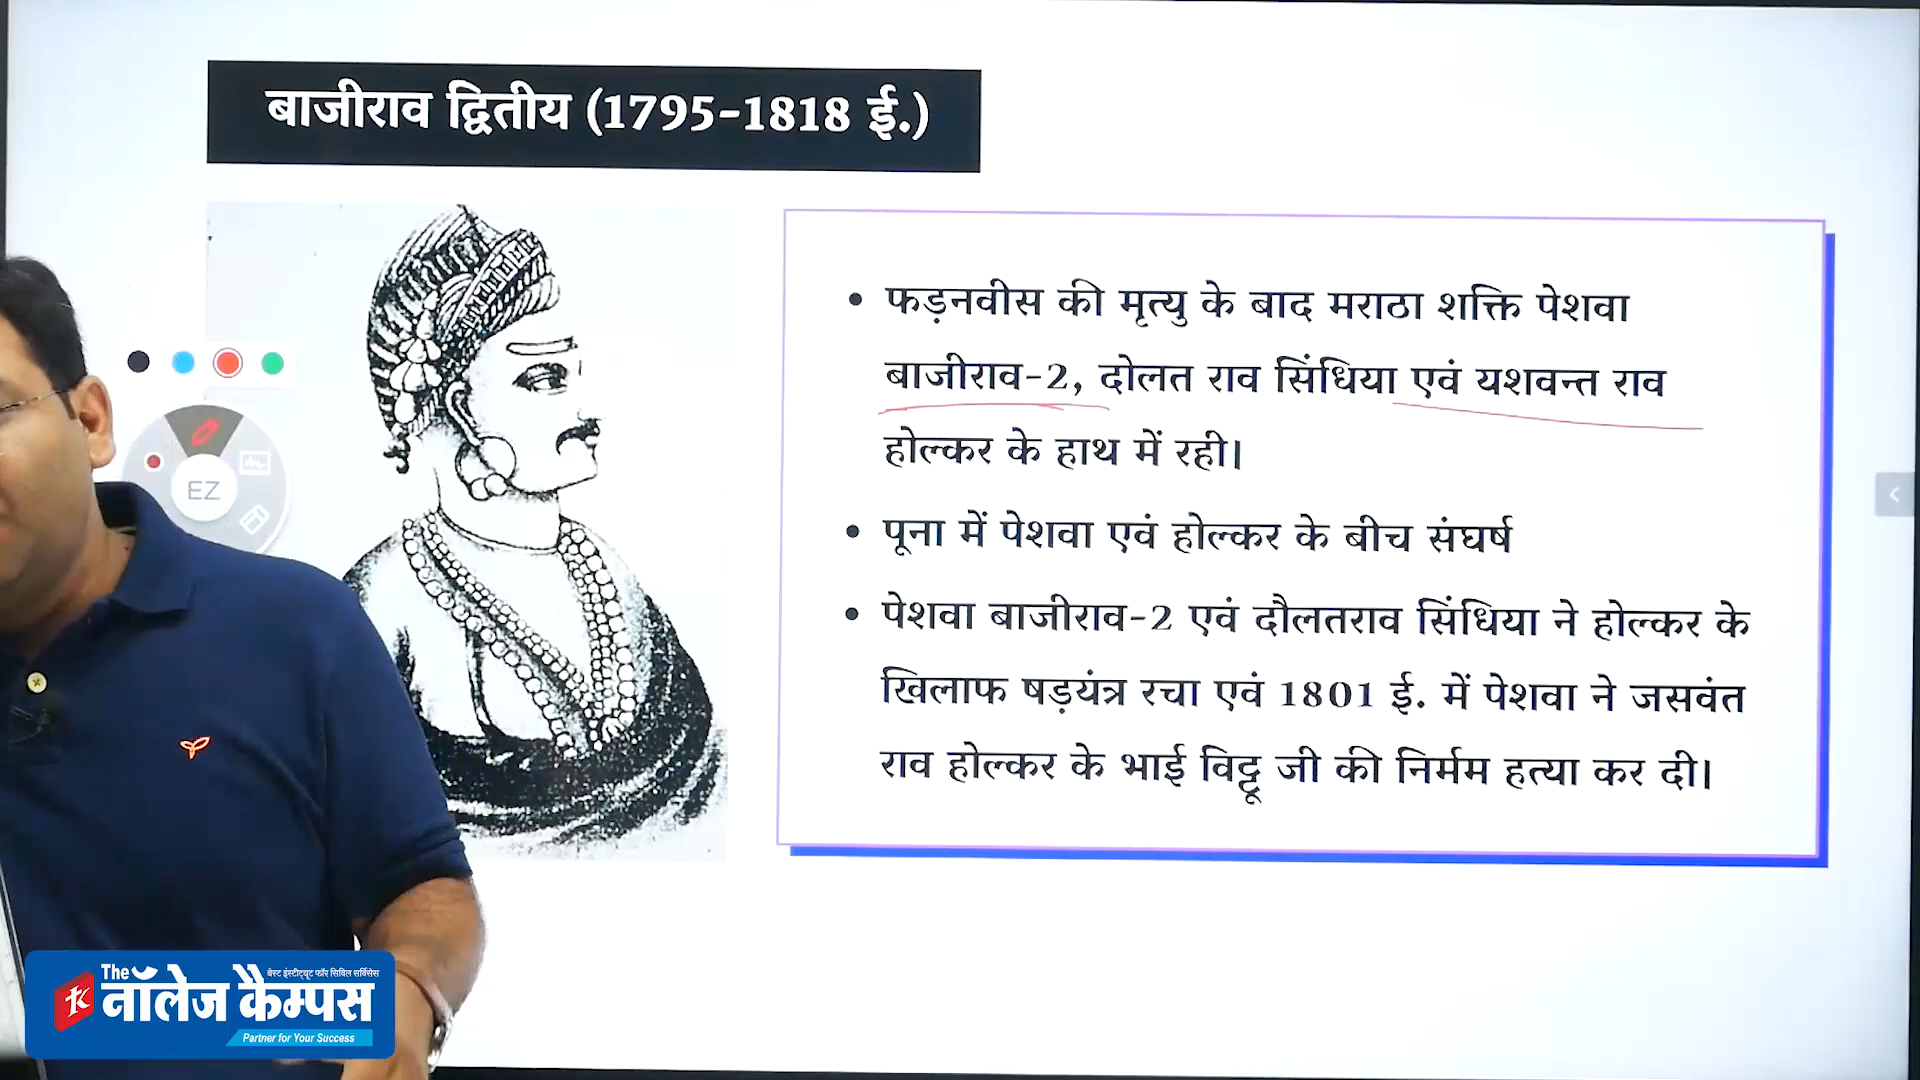 बाजीराव द्वितीय (1795-1818 ई.)
• फड़नवीस की मृत्यु के बाद मराठा शक्ति पेशवा
बाजीराव-2, दोलत राव सिंधिया एवं यशवन्त राव
होल्कर के हाथ में रही।
• पूना में पेशवा एवं होल्कर के बीच संघर्ष
• पेशवा बाजीराव-2 एवं दौलतराव सिंधिया ने होल्कर के
खिलाफ षड़यंत्र रचा एवं 1801 ई. में पेशवा ने जसवंत
राव होल्कर के भाई विट्ठू जी की निर्मम हत्या कर दी।
EZ
The बेस्ट इंस्टीट्यूट फॉर सिविल सर्विसेस
नॉलेज कैम्पस
Partner for Your Success